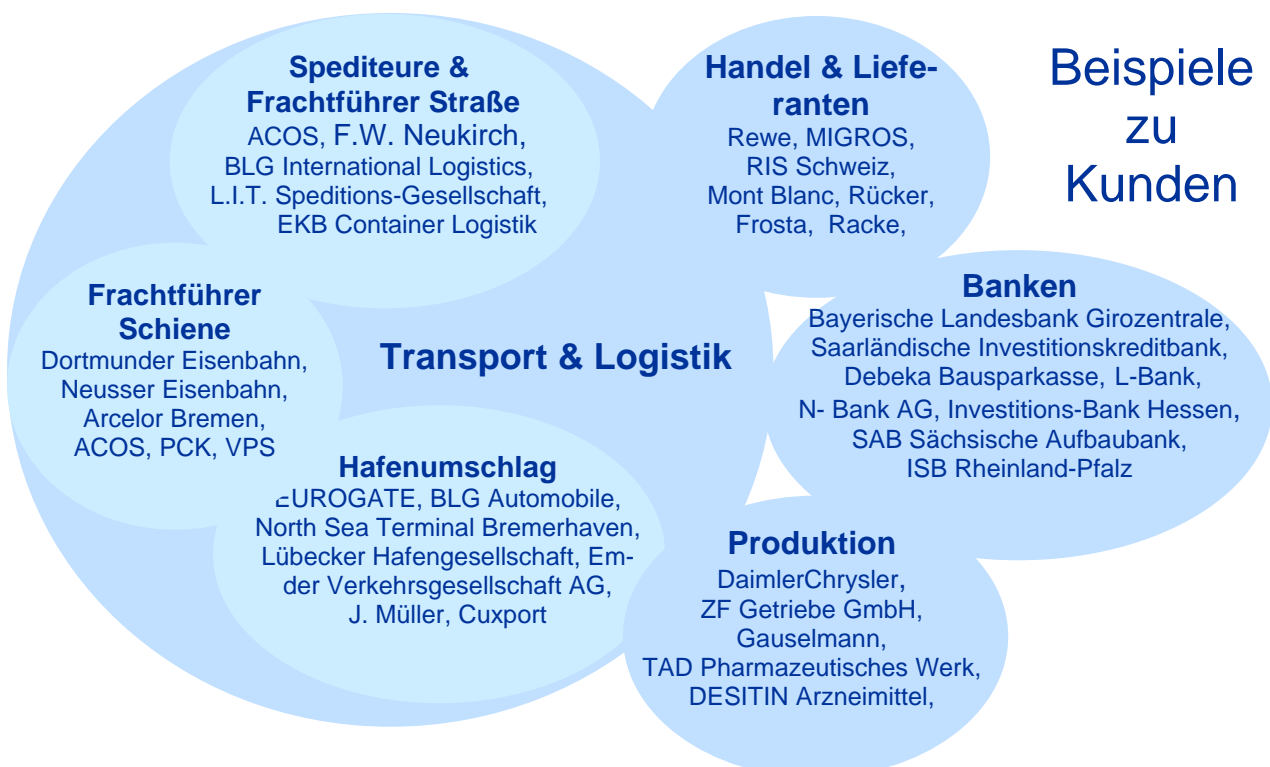 Spediteure &
Frachtführer Straße
ACOS, F.W. Neukirch,
BLG International Logistics,
L.I.T. Speditions-Gesellschaft,
EKB Container Logistik
Handel & Liefe-
ranten
Rewe, MIGROS,
RIS Schweiz,
Mont Blanc, Rücker,
Frosta, Racke,
Beispiele
zu
Kunden
Frachtführer
Schiene
Dortmunder Eisenbahn,
Neusser Eisenbahn,
Arcelor Bremen,
ACOS, PCK, VPS
Transport & Logistik
Banken
Bayerische Landesbank Girozentrale,
Saarländische Investitionskreditbank,
Debeka Bausparkasse, L-Bank,
N- Bank AG, Investitions-Bank Hessen,
SAB Sächsische Aufbaubank,
ISB Rheinland-Pfalz
Hafenumschlag
EUROGATE, BLG Automobile,
North Sea Terminal Bremerhaven,
Lübecker Hafengesellschaft, Em-
der Verkehrsgesellschaft AG,
J. Müller, Cuxport
Produktion
DaimlerChrysler,
ZF Getriebe GmbH,
Gauselmann,
TAD Pharmazeutisches Werk,
DESITIN Arzneimittel,